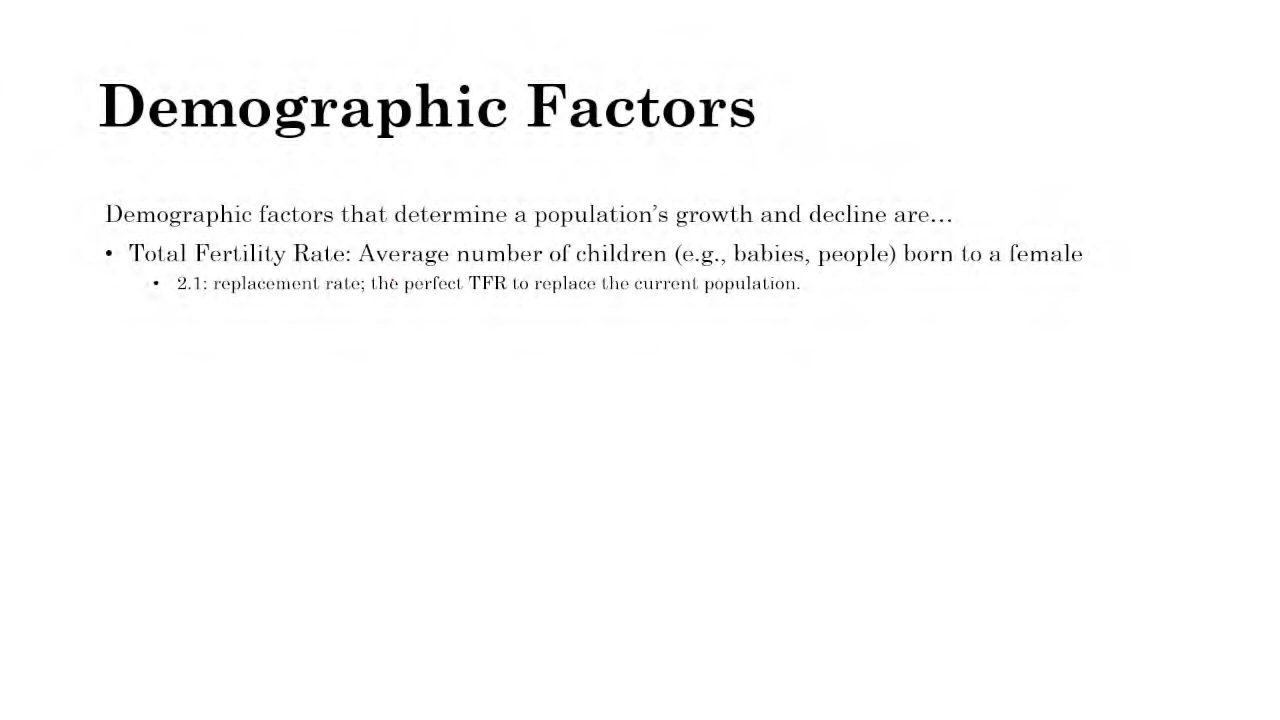 Demographic Factors
Demographic factors that determine a population’s growth and decline are…
• Total Fertility Rate: Average number of children (e.g., babies, people) born to a female
• 2.1: replacement rate; the perfect TFR to replace the current population.